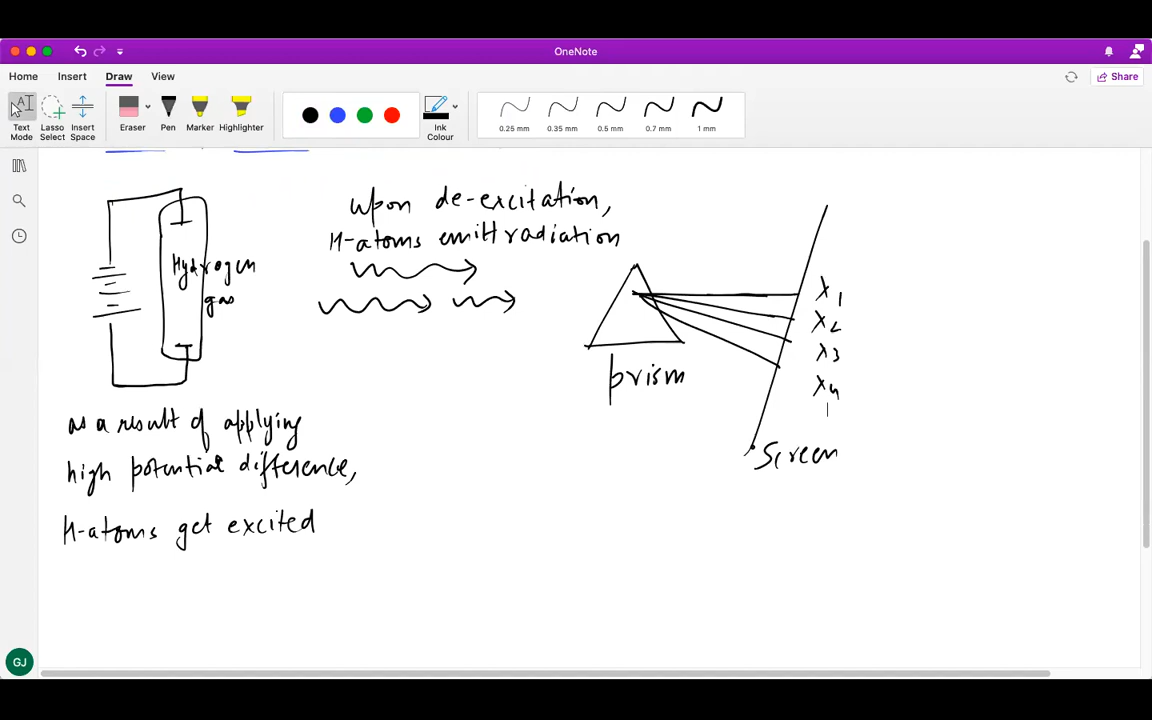 OneNote
Home Insert Draw View
Share
Text Mode
Lasso Select
Insert Space
Eraser
Pen
Marker
Highlighter
Ink Colour
0.25 mm
0.35 mm
0.5 mm
0.7 mm
1 mm
Hydrogen
gas
upon de-excitation,
H-atoms emitt radiation
λ1
λ2
λ3
λ4
prism
Screen
as a result of applying
high potential difference,
H-atoms get excited
GJ